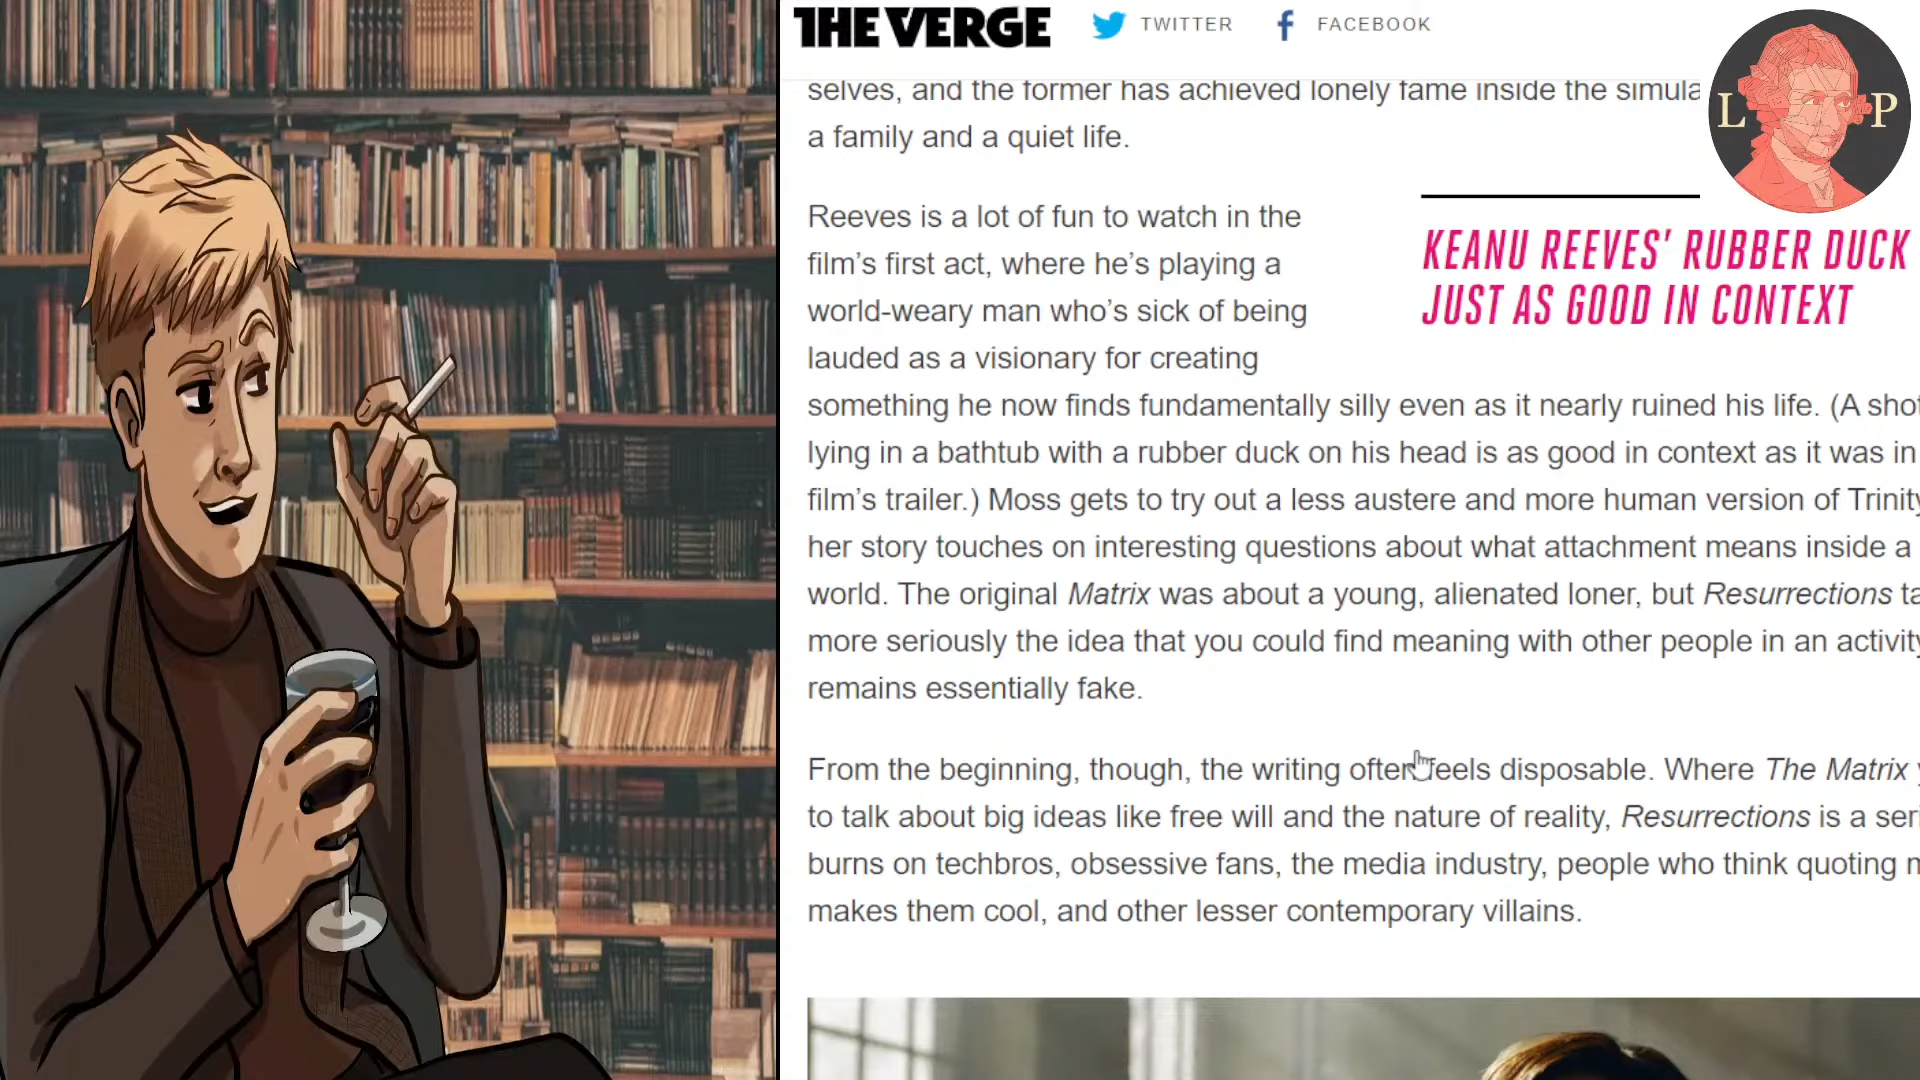 THE VERGE TWITTER FACEBOOK
L P
selves, and the former has achieved lonely fame inside the simula
a family and a quiet life.
KEANU REEVES' RUBBER DUCK
JUST AS GOOD IN CONTEXT
Reeves is a lot of fun to watch in the
film's first act, where he's playing a
world-weary man who's sick of being
lauded as a visionary for creating
something he now finds fundamentally silly even as it nearly ruined his life. (A shot
lying in a bathtub with a rubber duck on his head is as good in context as it was in
film's trailer.) Moss gets to try out a less austere and more human version of Trinity
her story touches on interesting questions about what attachment means inside a
world. The original Matrix was about a young, alienated loner, but Resurrections ta
more seriously the idea that you could find meaning with other people in an activity
remains essentially fake.
From the beginning, though, the writing often feels disposable. Where The Matrix
to talk about big ideas like free will and the nature of reality, Resurrections is a seri
burns on techbros, obsessive fans, the media industry, people who think quoting m
makes them cool, and other lesser contemporary villains.